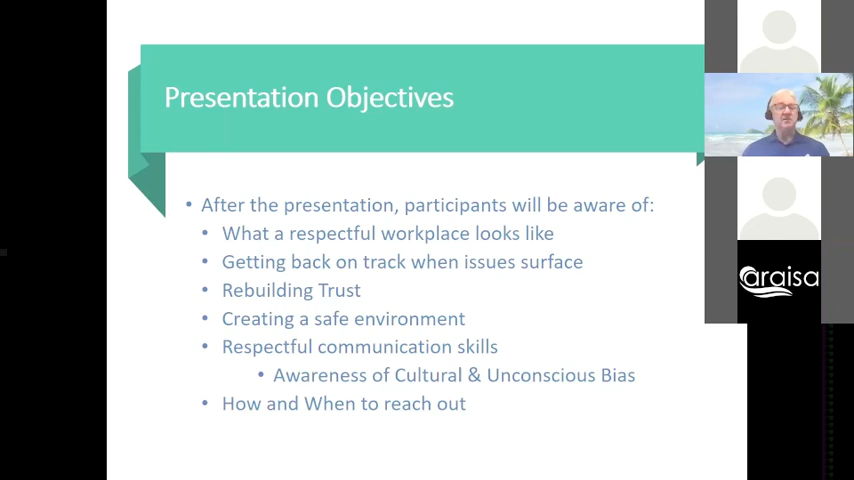 Presentation Objectives
• After the presentation, participants will be aware of:
• What a respectful workplace looks like
• Getting back on track when issues surface
• Rebuilding Trust
• Creating a safe environment
• Respectful communication skills
• Awareness of Cultural & Unconscious Bias
• How and When to reach out
araisa